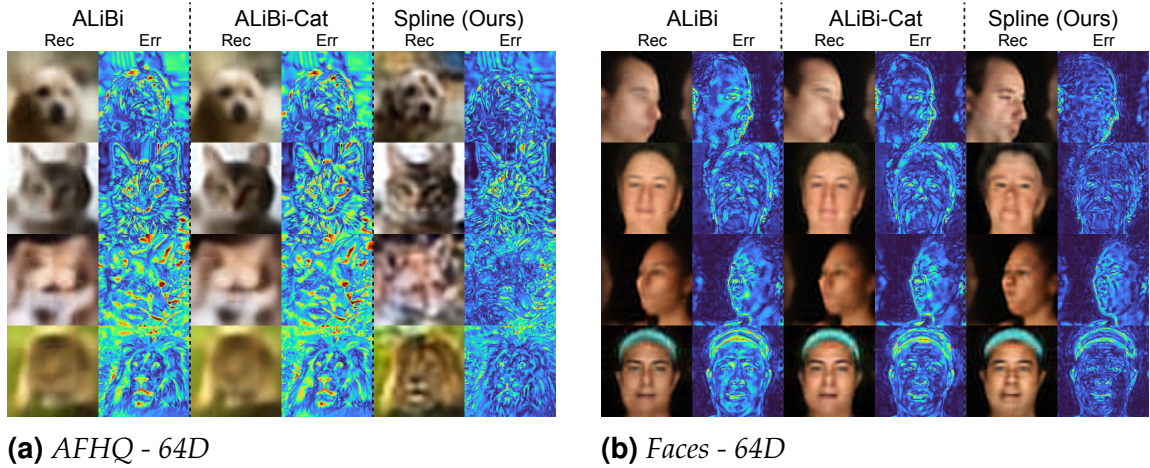 ALiBi ALiBi-Cat Spline (Ours)
Rec Err Rec Err Rec Err
(a) AFHQ - 64D
ALiBi ALiBi-Cat Spline (Ours)
Rec Err Rec Err Rec Err
(b) Faces - 64D